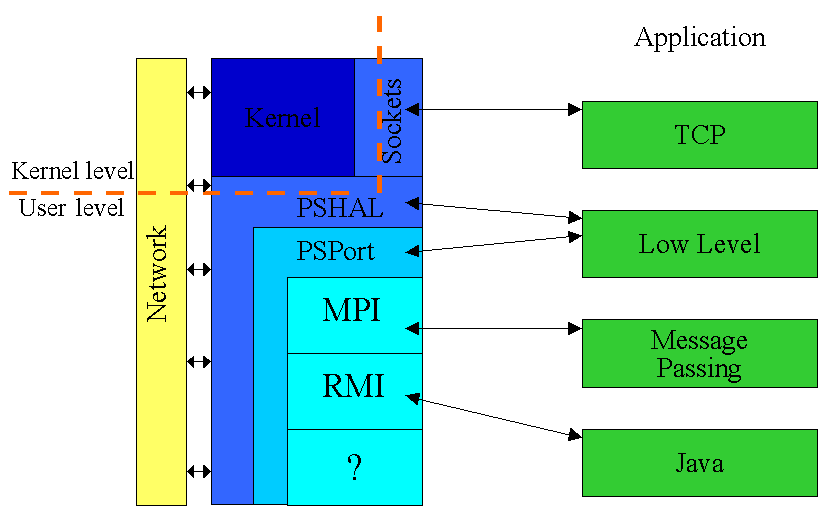 Application
Kernel
Sockets
TCP
Kernel level
User level
PSHAL
PSPort
Low Level
Network
MPI
Message
Passing
RMI
?
Java